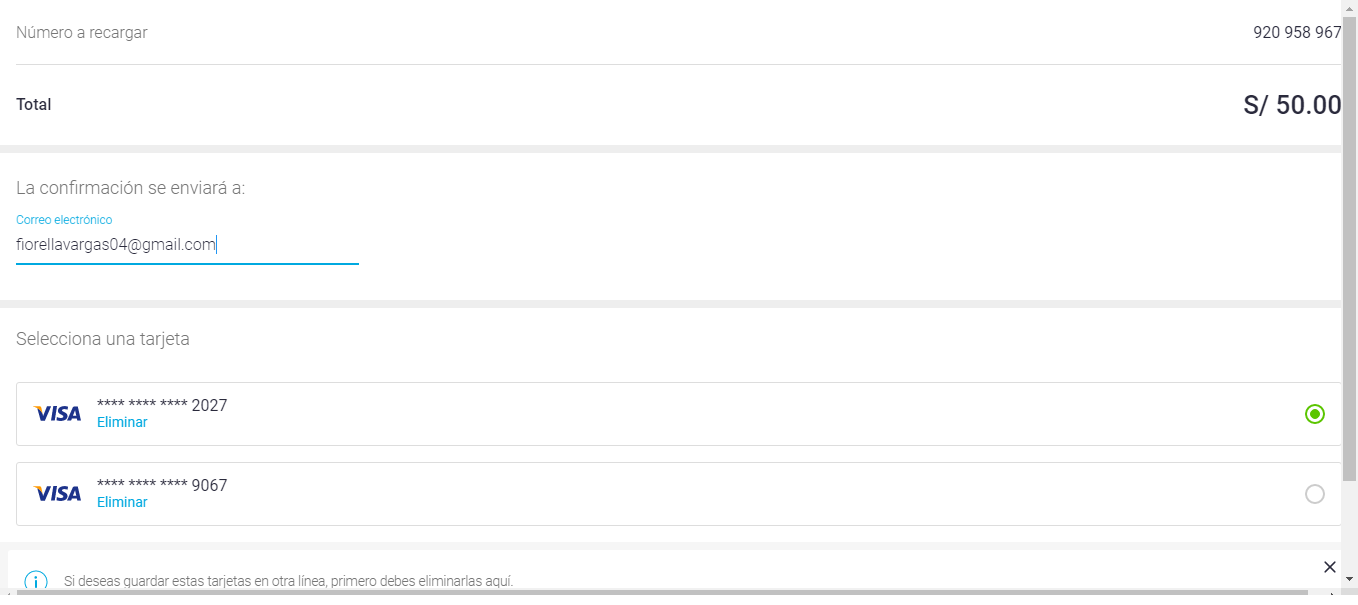 Número a recargar 920 958 967
Total S/ 50.00
La confirmación se enviará a:
Correo electrónico
fiorellavargas04@gmail.com
Selecciona una tarjeta
VISA **** **** **** 2027
Eliminar
VISA **** **** **** 9067
Eliminar
Si deseas guardar estas tarjetas en otra línea, primero debes eliminarlas aquí.